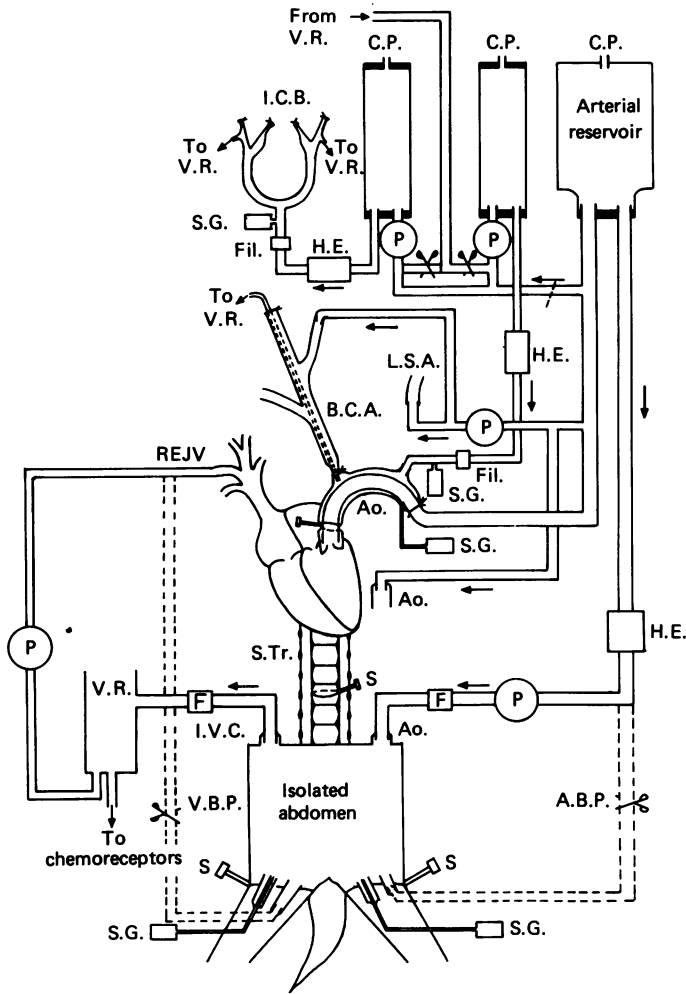 From
V.R.
C.P.
C.P.
C.P.
I.C.B.
Arterial
reservoir
To
V.R.
To
V.R.
S.G.
Fil.
H.E.
P
P
To
V.R.
H.E.
L.S.A.
B.C.A.
P
REJV
Fil.
S.G.
Ao.
S.G.
Ao.
H.E.
P
S.Tr.
S
V.R.
F
F
P
I.V.C.
Ao.
Isolated
abdomen
V.B.P.
A.B.P.
To
chemoreceptors
S
S
S.G.
S.G.